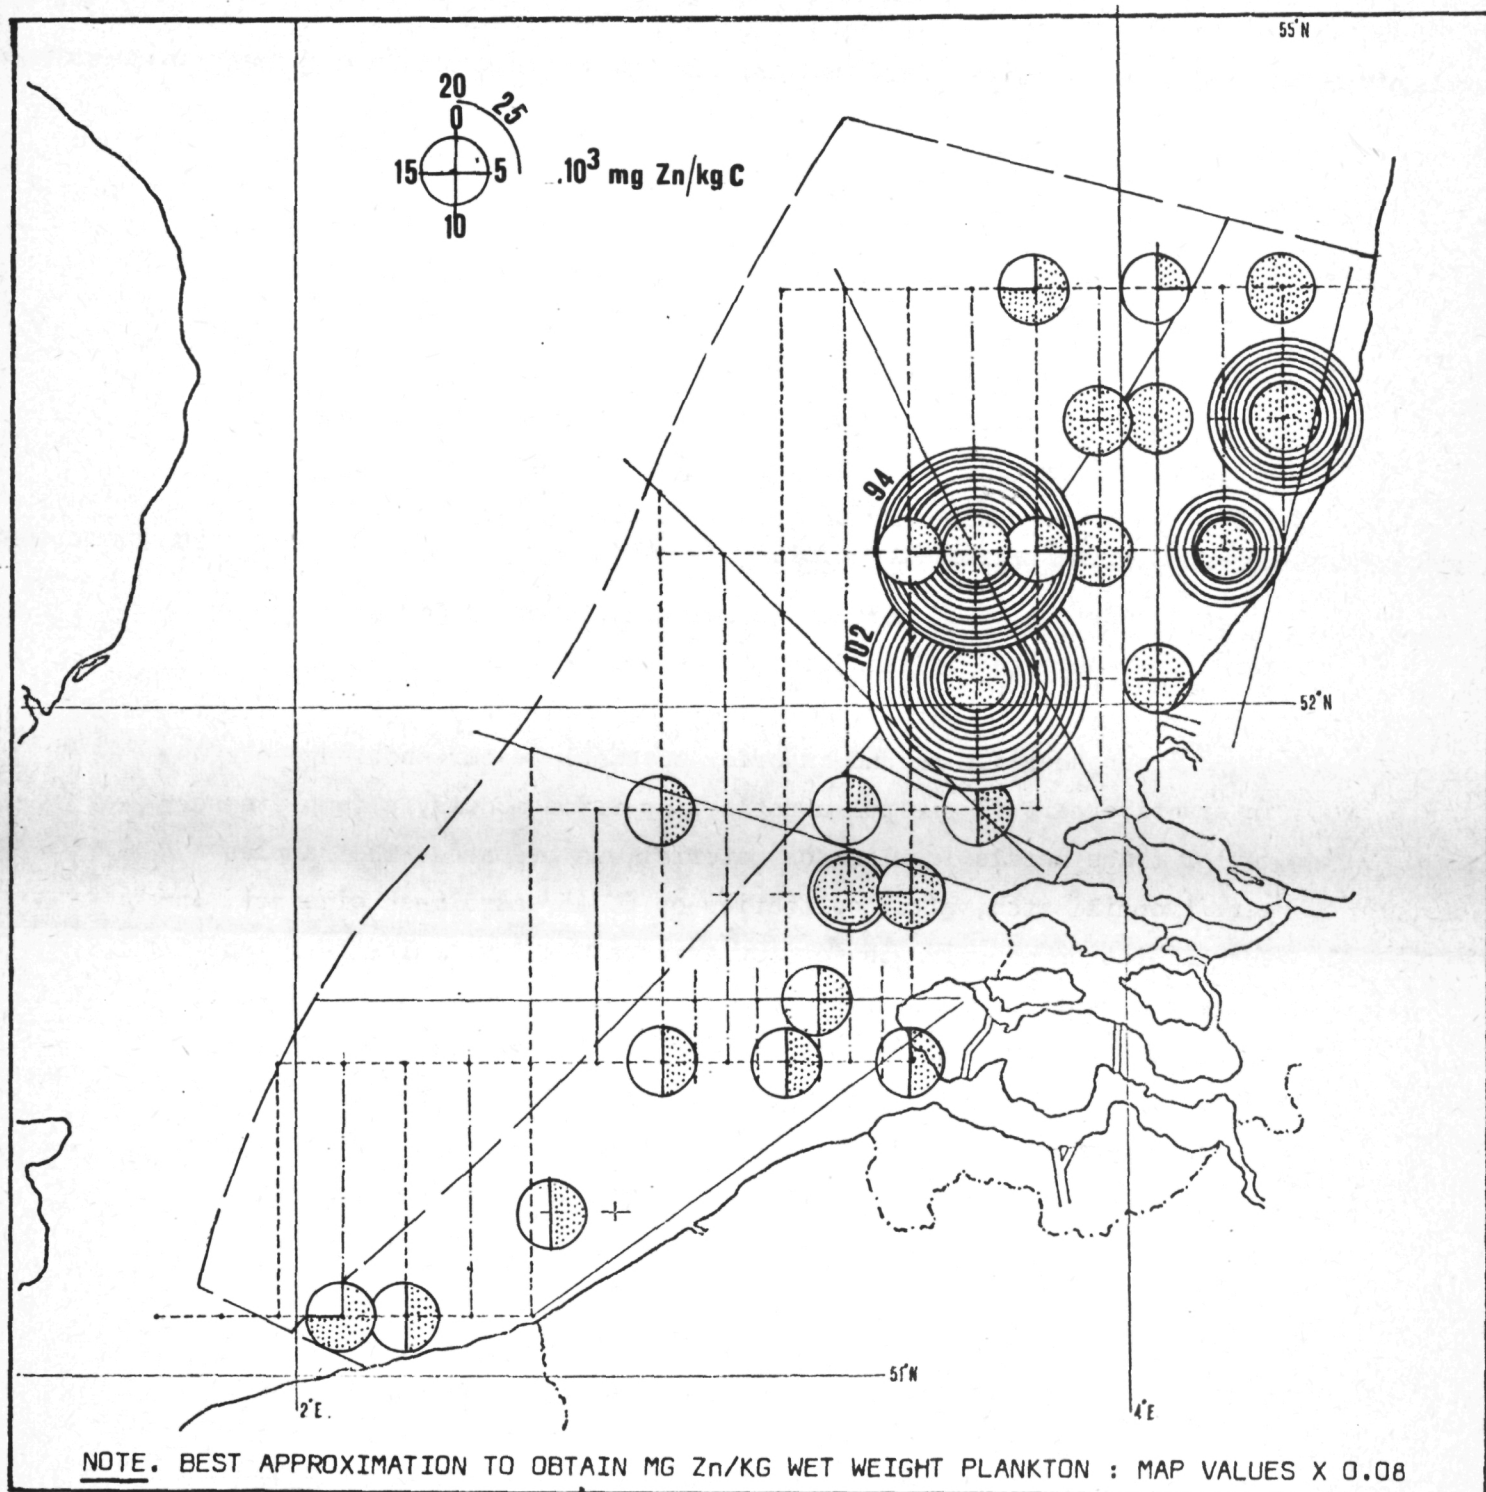 55°N
20
25
0
15
5
.10³ mg Zn/kg C
10
94
102
52°N
51°N
2°E.
4°E
NOTE. BEST APPROXIMATION TO OBTAIN MG Zn/KG WET WEIGHT PLANKTON : MAP VALUES X 0.08